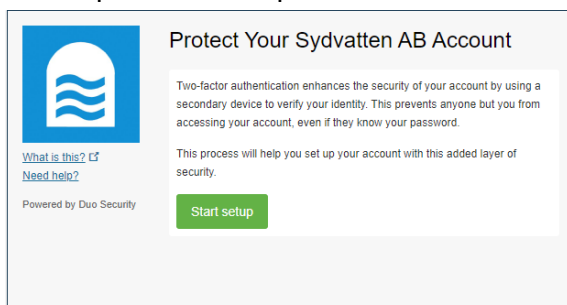 Protect Your Sydvatten AB Account
Two-factor authentication enhances the security of your account by using a
secondary device to verify your identity. This prevents anyone but you from
accessing your account, even if they know your password.
This process will help you set up your account with this added layer of
security.
Start setup
What is this?
Need help?
Powered by Duo Security